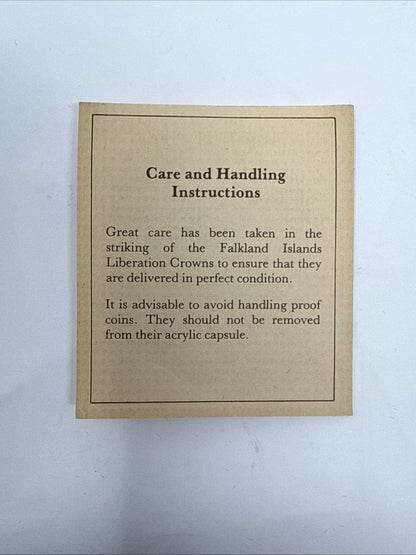 Care and Handling
Instructions
Great care has been taken in the
striking of the Falkland Islands
Liberation Crowns to ensure that they
are delivered in perfect condition.
It is advisable to avoid handling proof
coins. They should not be removed
from their acrylic capsule.